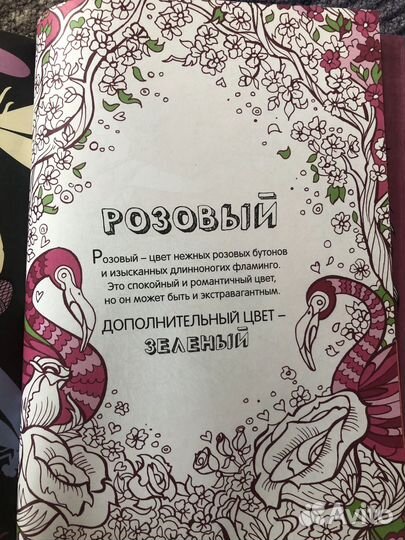 РОЗОВЫЙ
Розовый – цвет нежных розовых бутонов
и изысканных длинноногих фламинго.
Это спокойный и романтичный цвет,
но он может быть и экстравагантным.
ДОПОЛНИТЕЛЬНЫЙ ЦВЕТ –
ЗЕЛЕНЫЙ
Avito